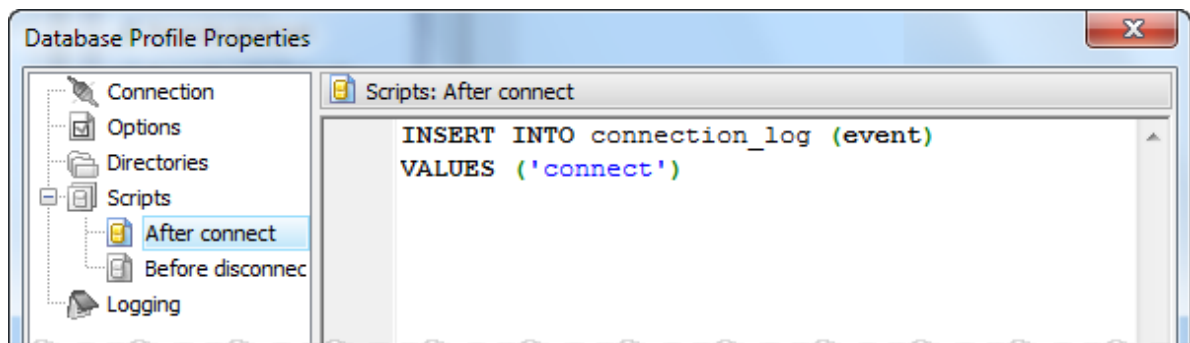 Database Profile Properties
Connection
Options
Directories
Scripts
After connect
Before disconnec
Logging
Scripts: After connect
INSERT INTO connection_log (event)
VALUES ('connect')